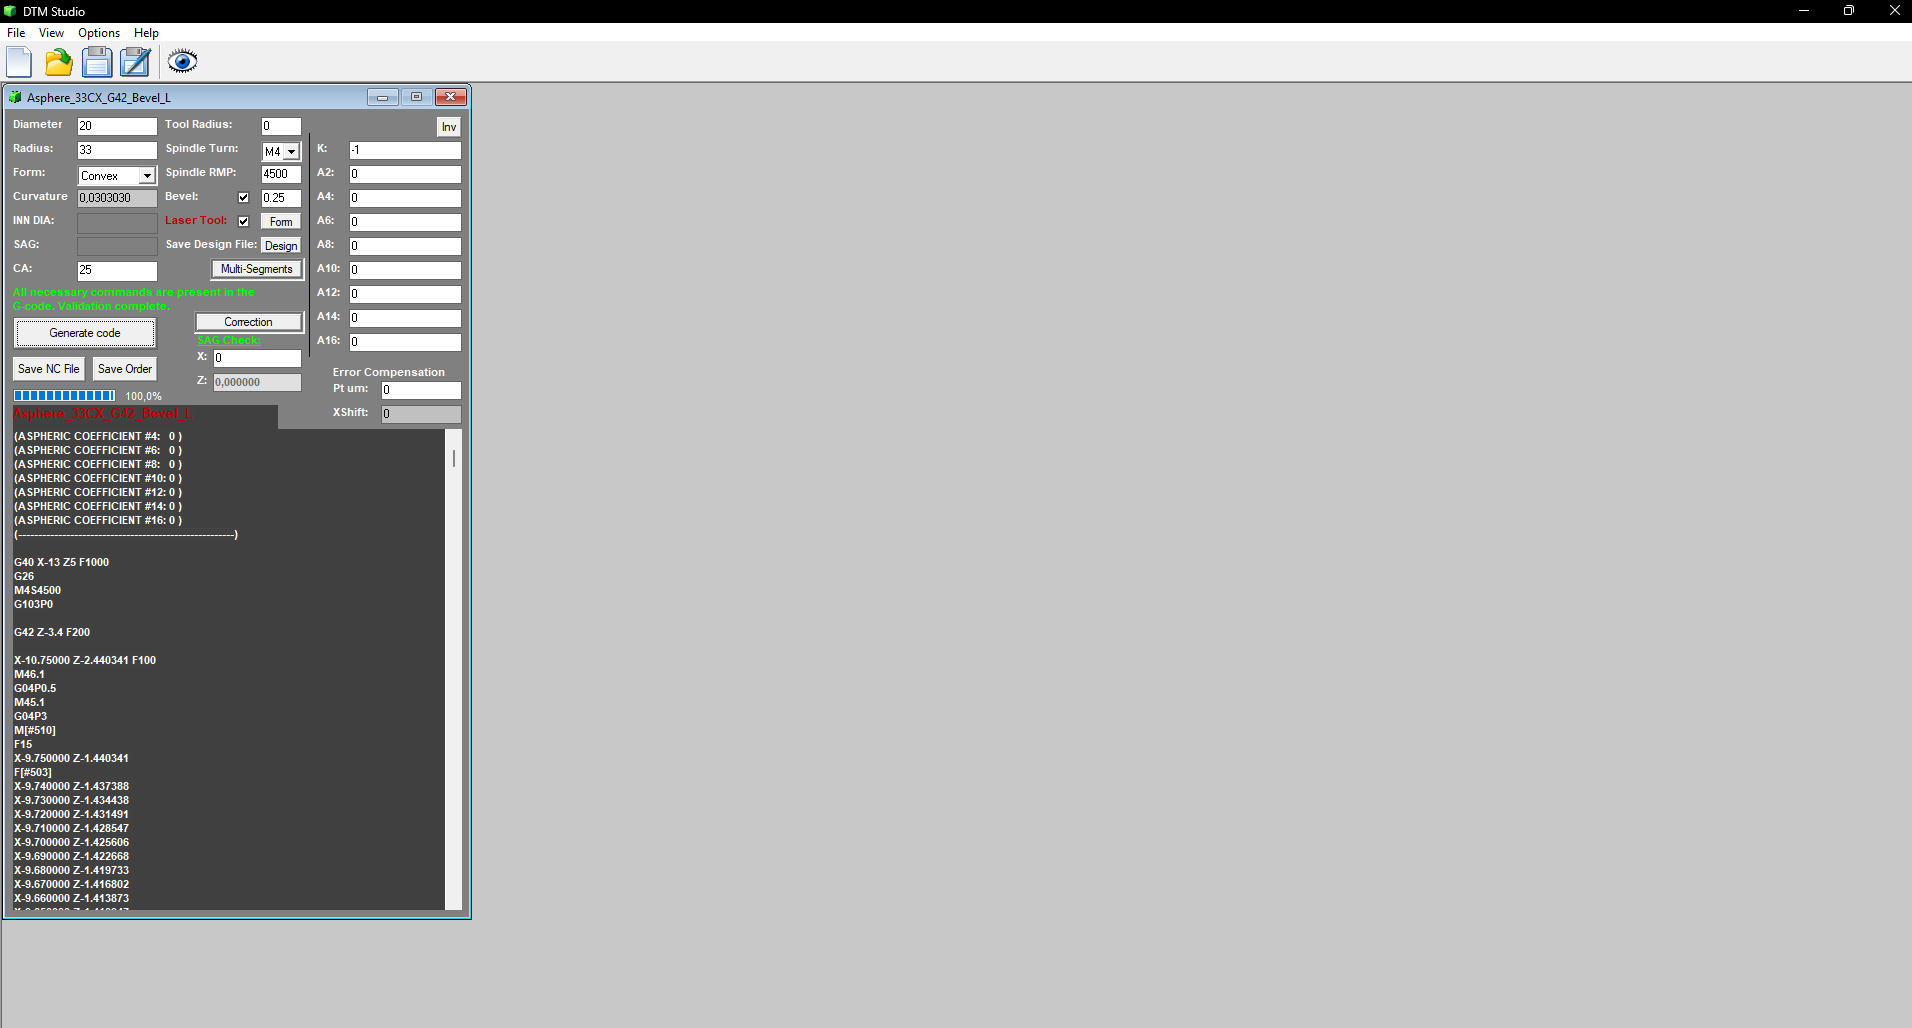 DTM Studio
File View Options Help
Asphere_33CX_G42_Bevel_L
Diameter 20 Tool Radius: 0 Inv
Radius: 33 Spindle Turn: M4 K: -1
Form: Convex Spindle RMP: 4500 A2: 0
Curvature 0,0303030 Bevel: 0.25 A4: 0
INN DIA: Laser Tool: Form A6: 0
SAG: Save Design File: Design A8: 0
CA: 25 Multi-Segments A10: 0
All necessary commands are present in the
G-code. Validation complete.
A12: 0
Generate code Correction A14: 0
SAG Check: A16: 0
X: 0
Save NC File Save Order Z: 0,000000
Error Compensation
Pt um: 0
100,0%
XShift: 0
Asphere_33CX_G42_Bevel_L
(ASPHERIC COEFFICIENT #4: 0 )
(ASPHERIC COEFFICIENT #6: 0 )
(ASPHERIC COEFFICIENT #8: 0 )
(ASPHERIC COEFFICIENT #10: 0 )
(ASPHERIC COEFFICIENT #12: 0 )
(ASPHERIC COEFFICIENT #14: 0 )
(ASPHERIC COEFFICIENT #16: 0 )
(------------------------------------------------------)
G40 X-13 Z5 F1000
G26
M4S4500
G103P0
G42 Z-3.4 F200
X-10.75000 Z-2.440341 F100
M46.1
G04P0.5
M45.1
G04P3
M[#510]
F15
X-9.750000 Z-1.440341
F[#503]
X-9.740000 Z-1.437388
X-9.730000 Z-1.434438
X-9.720000 Z-1.431491
X-9.710000 Z-1.428547
X-9.700000 Z-1.425606
X-9.690000 Z-1.422668
X-9.680000 Z-1.419733
X-9.670000 Z-1.416802
X-9.660000 Z-1.413873